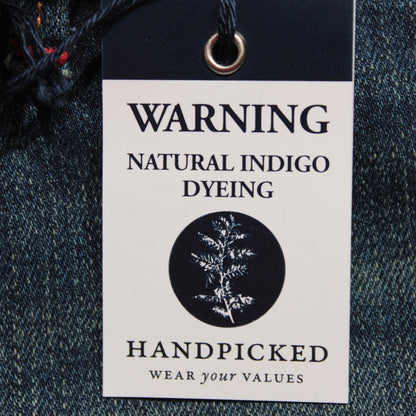 WARNING
NATURAL INDIGO
DYEING
HANDPICKED
WEAR your VALUES